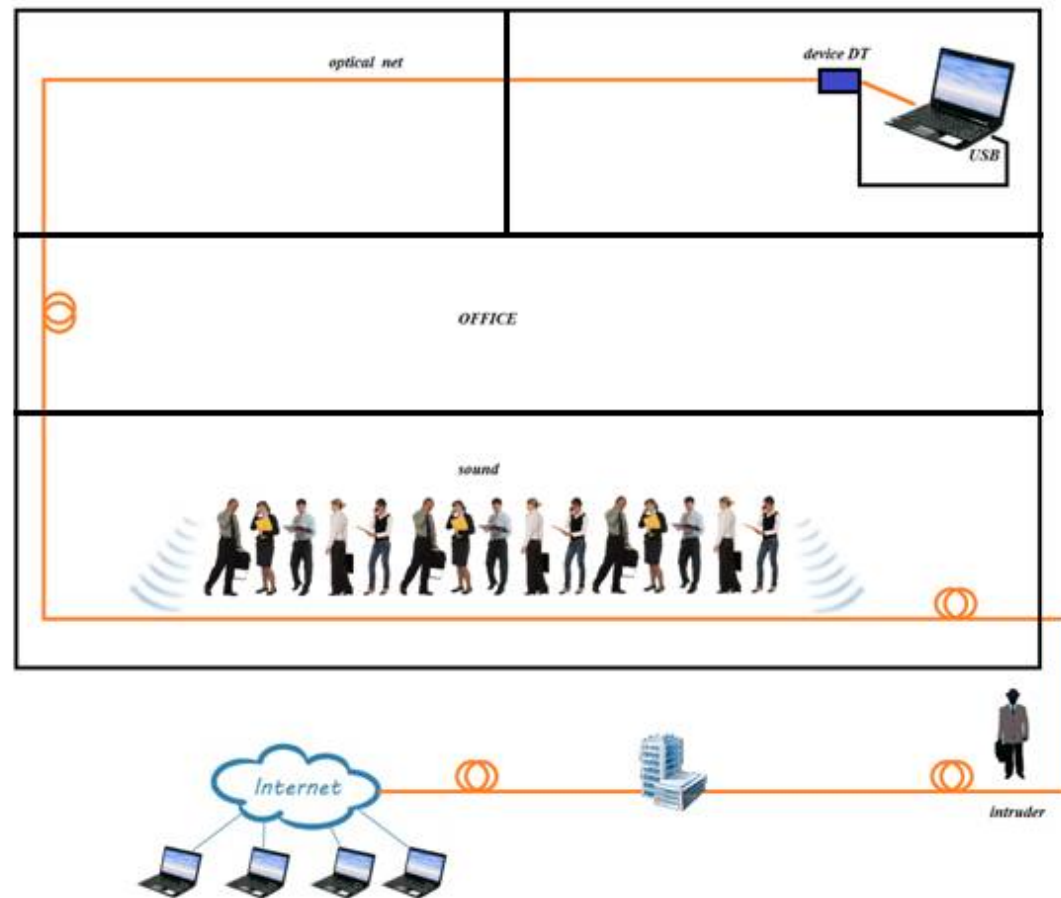 optical net
device DT
USB
OFFICE
sound
Internet
intruder